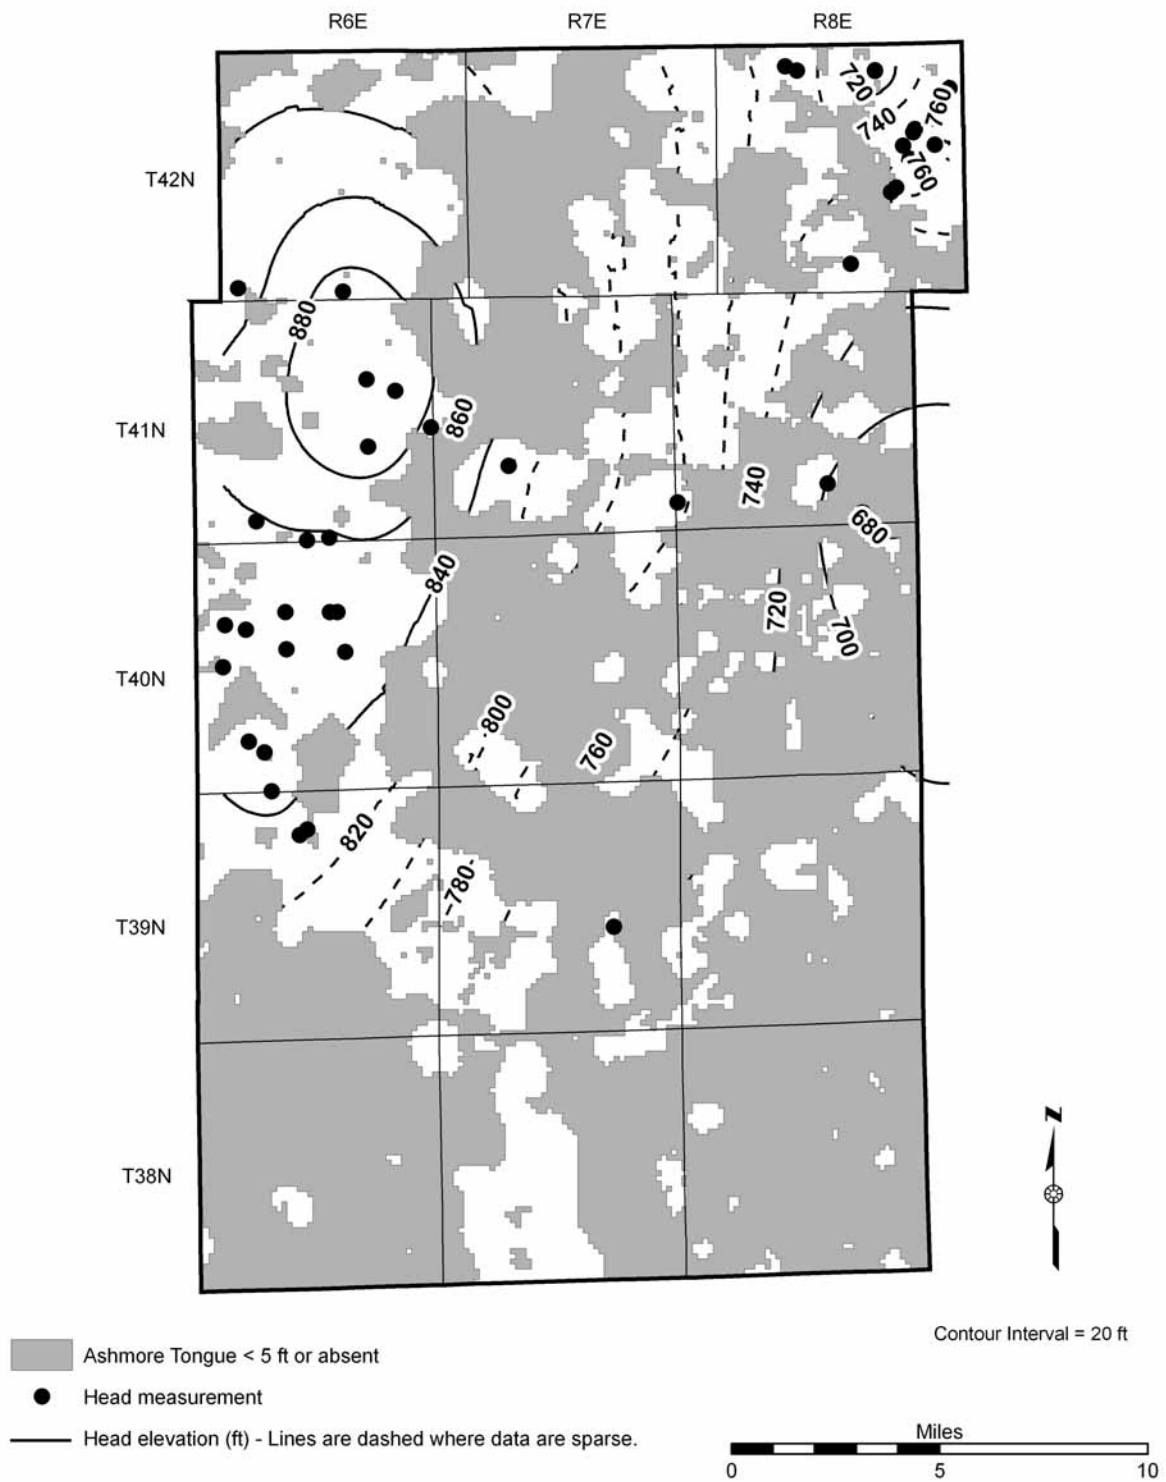 R6E R7E R8E
720
760
740
T42N
760
880
860
T41N
740
680
840
720
700
T40N
800
760
820
780
T39N
T38N
N
Contour Interval = 20 ft
Ashmore Tongue < 5 ft or absent
Head measurement
Head elevation (ft) - Lines are dashed where data are sparse.
Miles
0 5 10